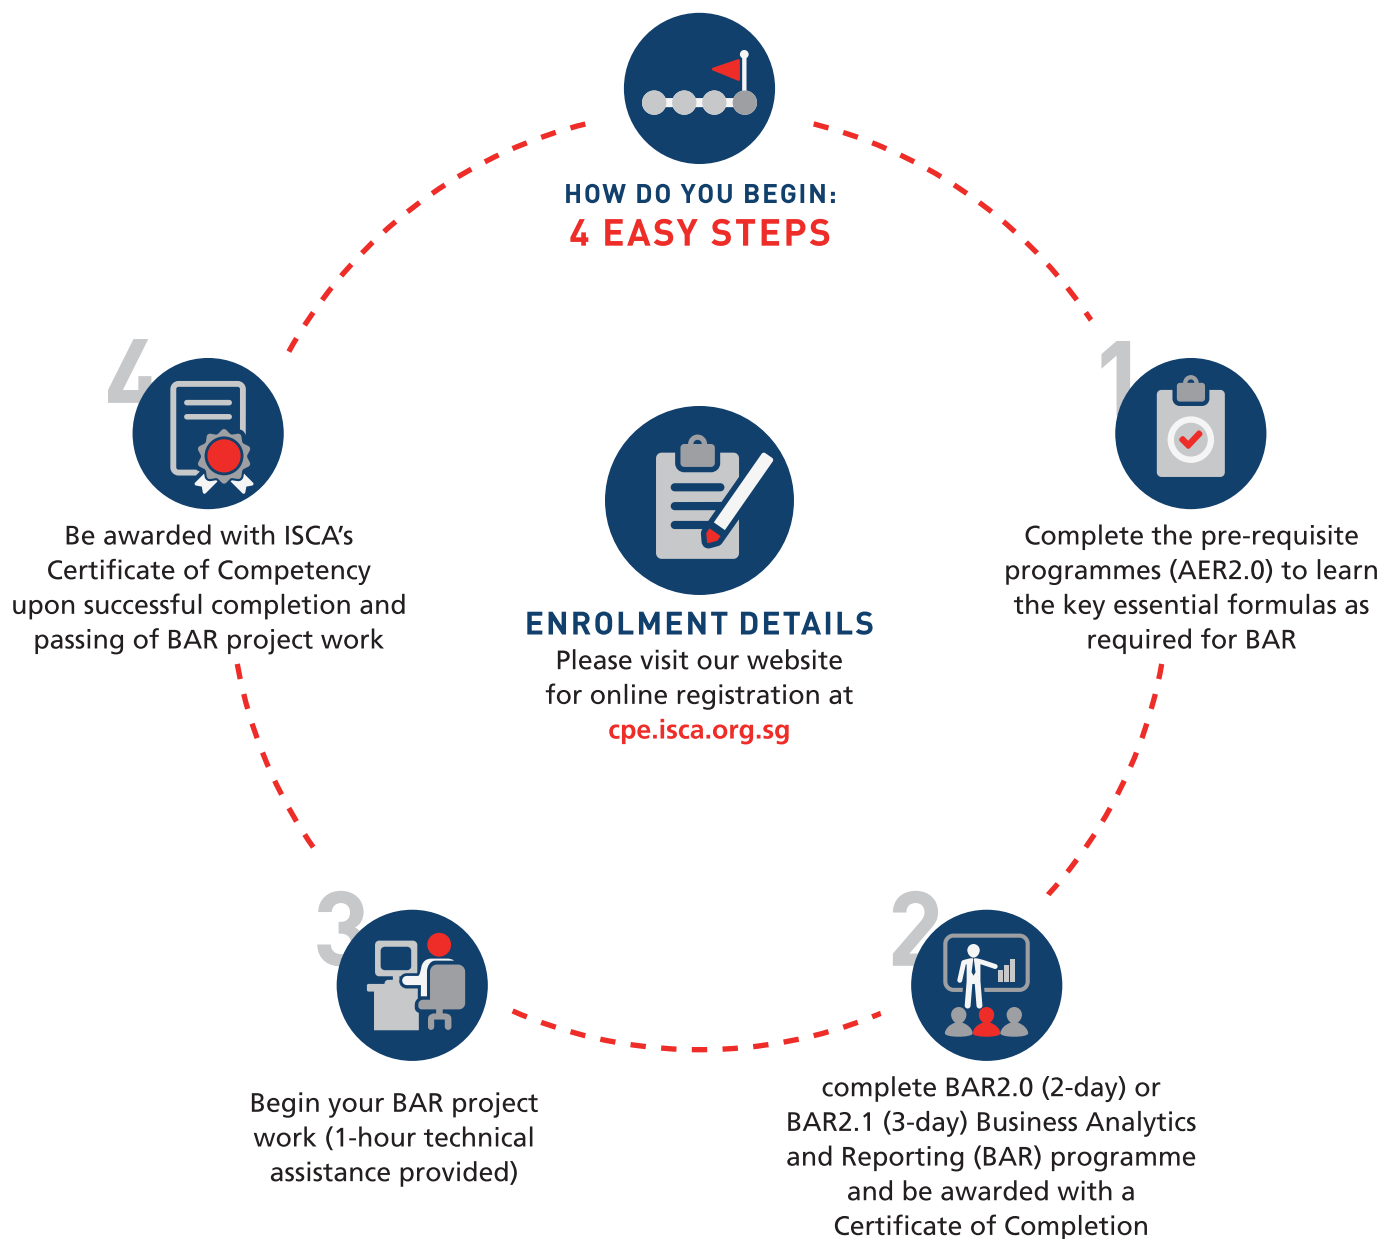 HOW DO YOU BEGIN:
4 EASY STEPS
1
Complete the pre-requisite
programmes (AER2.0) to learn
the key essential formulas as
required for BAR
2
complete BAR2.0 (2-day) or
BAR2.1 (3-day) Business Analytics
and Reporting (BAR) programme
and be awarded with a
Certificate of Completion
3
Begin your BAR project
work (1-hour technical
assistance provided)
4
Be awarded with ISCA’s
Certificate of Competency
upon successful completion and
passing of BAR project work
ENROLMENT DETAILS
Please visit our website
for online registration at
cpe.isca.org.sg